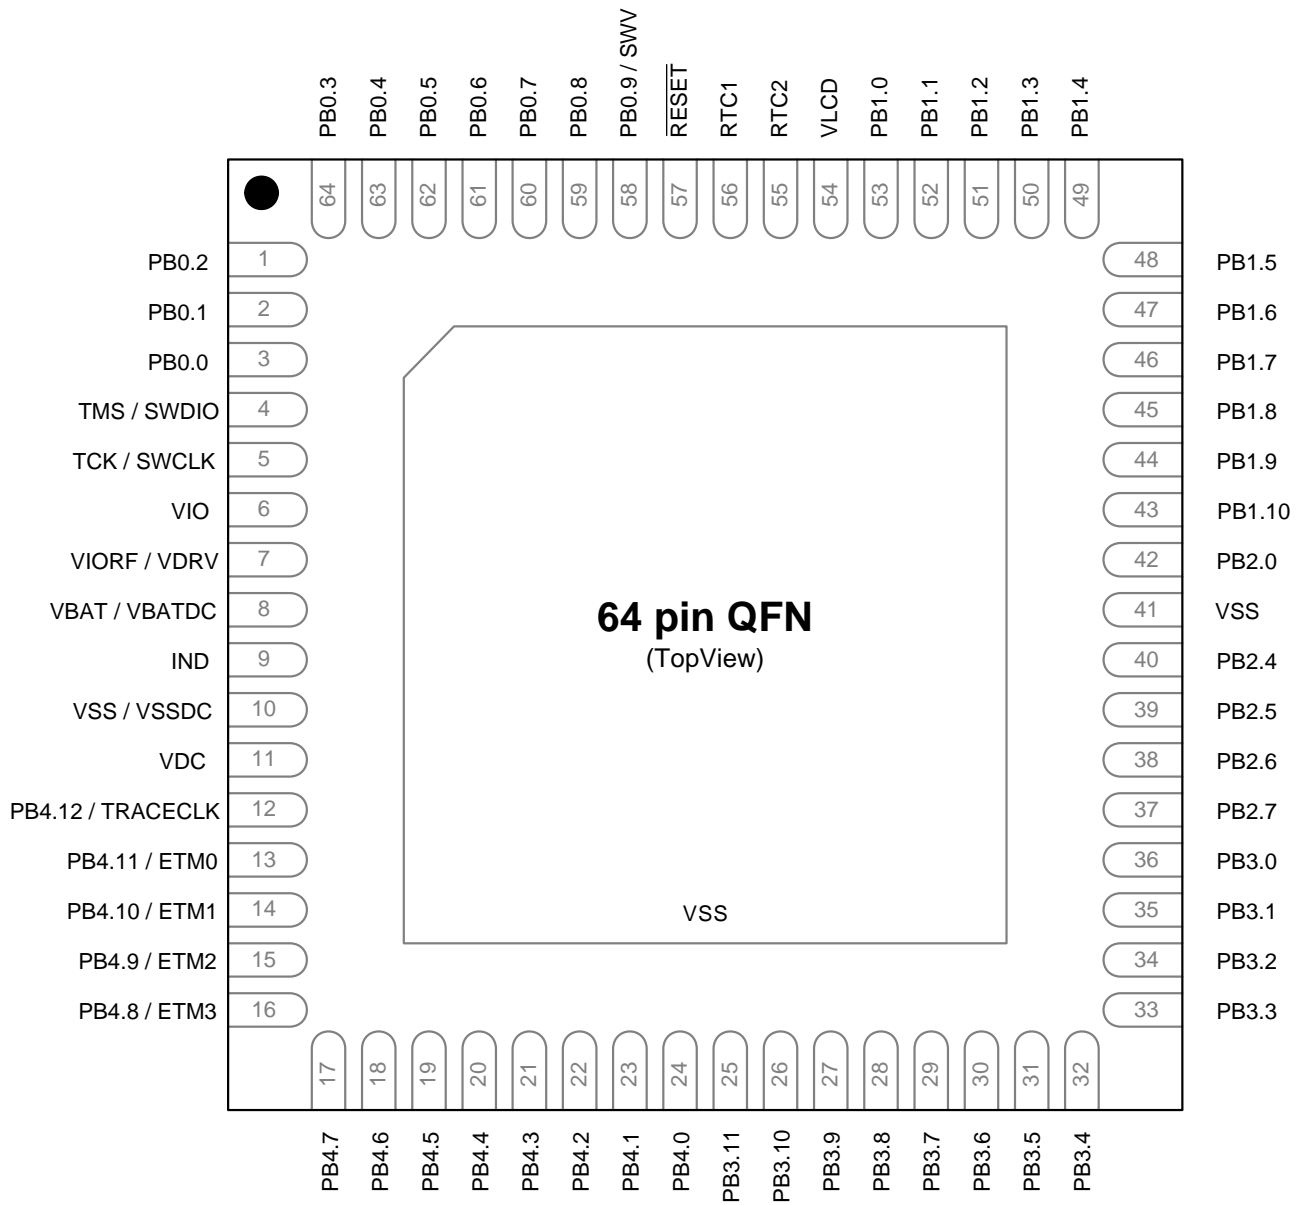 PB0.3
PB0.4
PB0.5
PB0.6
PB0.7
PB0.8
PB0.9 / SWV
RESET
RTC1
RTC2
VLCD
PB1.0
PB1.1
PB1.2
PB1.3
PB1.4
64
63
62
61
60
59
58
57
56
55
54
53
52
51
50
49
PB0.2 1
PB0.1 2
PB0.0 3
TMS / SWDIO 4
TCK / SWCLK 5
VIO 6
VIORF / VDRV 7
VBAT / VBATDC 8
IND 9
VSS / VSSDC 10
VDC 11
PB4.12 / TRACECLK 12
PB4.11 / ETM0 13
PB4.10 / ETM1 14
PB4.9 / ETM2 15
PB4.8 / ETM3 16
64 pin QFN
(TopView)
VSS
48 PB1.5
47 PB1.6
46 PB1.7
45 PB1.8
44 PB1.9
43 PB1.10
42 PB2.0
41 VSS
40 PB2.4
39 PB2.5
38 PB2.6
37 PB2.7
36 PB3.0
35 PB3.1
34 PB3.2
33 PB3.3
17
18
19
20
21
22
23
24
25
26
27
28
29
30
31
32
PB4.7
PB4.6
PB4.5
PB4.4
PB4.3
PB4.2
PB4.1
PB4.0
PB3.11
PB3.10
PB3.9
PB3.8
PB3.7
PB3.6
PB3.5
PB3.4